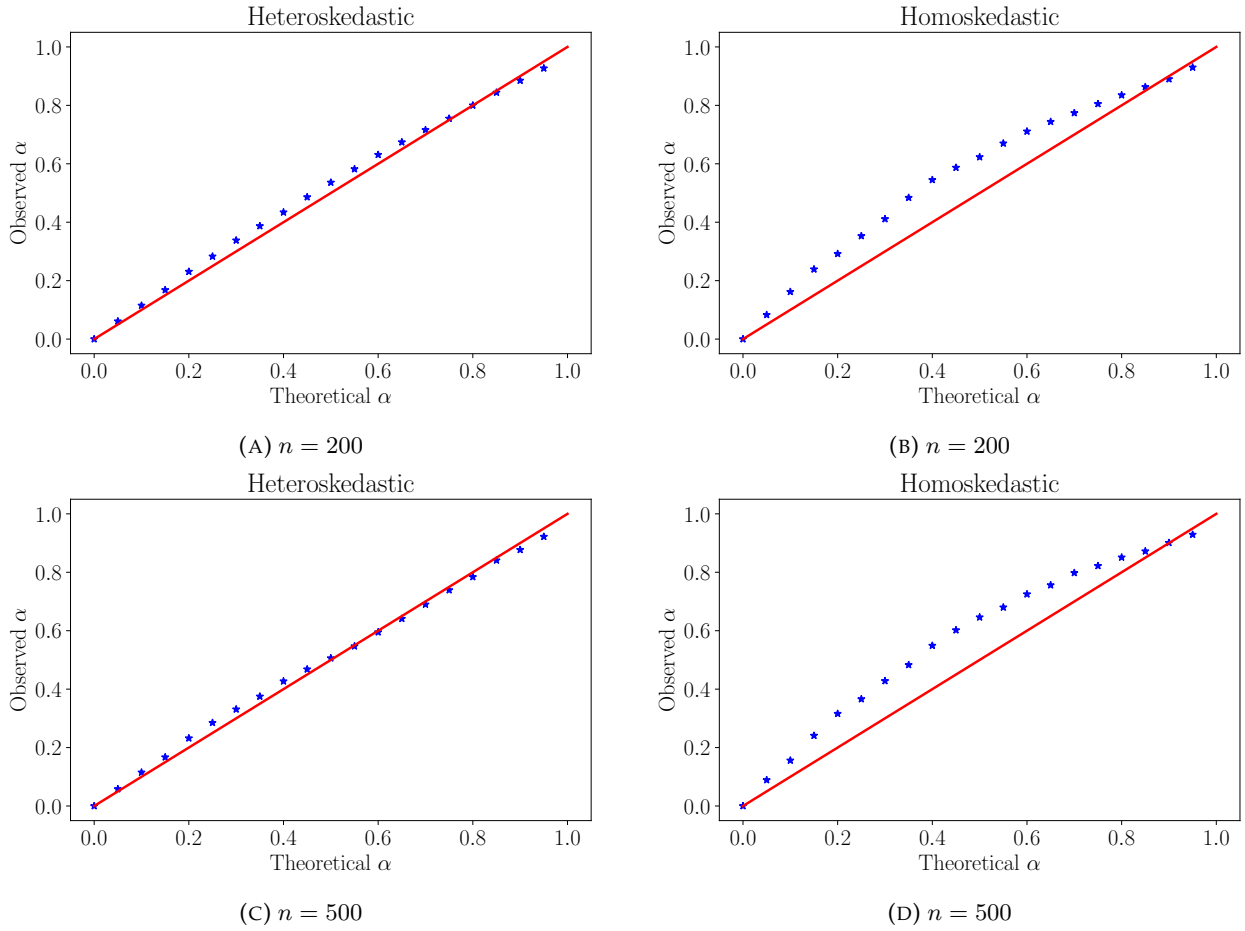 Heteroskedastic
1.0
0.8
0.6
0.4
0.2
0.0
Observed α
0.0 0.2 0.4 0.6 0.8 1.0
Theoretical α
(A) n = 200
Homoskedastic
1.0
0.8
0.6
0.4
0.2
0.0
Observed α
0.0 0.2 0.4 0.6 0.8 1.0
Theoretical α
(B) n = 200
Heteroskedastic
1.0
0.8
0.6
0.4
0.2
0.0
Observed α
0.0 0.2 0.4 0.6 0.8 1.0
Theoretical α
(C) n = 500
Homoskedastic
1.0
0.8
0.6
0.4
0.2
0.0
Observed α
0.0 0.2 0.4 0.6 0.8 1.0
Theoretical α
(D) n = 500